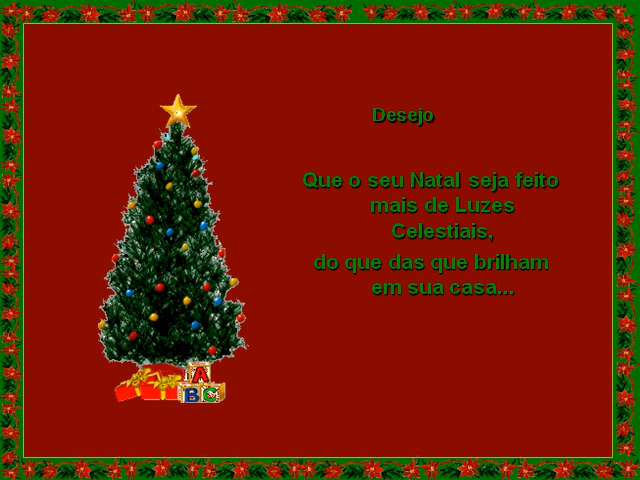 Desejo
Que o seu Natal seja feito
mais de Luzes
Celestiais,
do que das que brilham
em sua casa...
A
B C